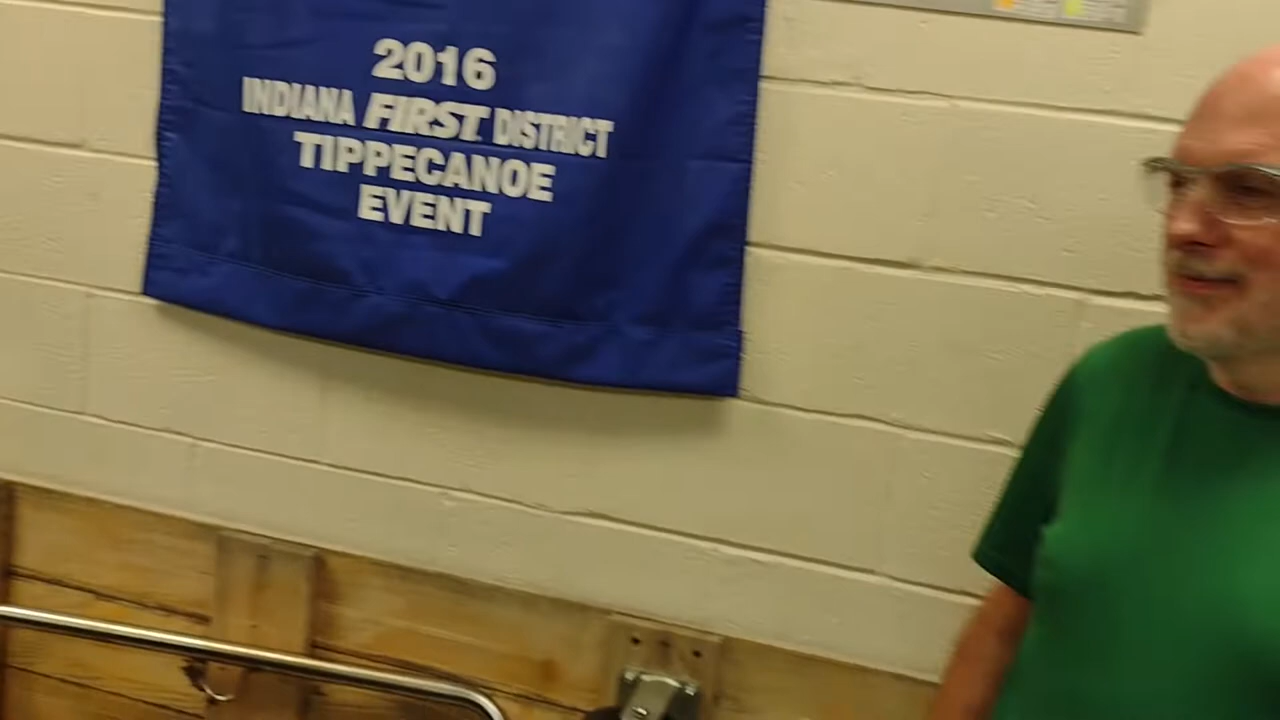 2016
INDIANA FIRST DISTRICT
TIPPECANOE
EVENT